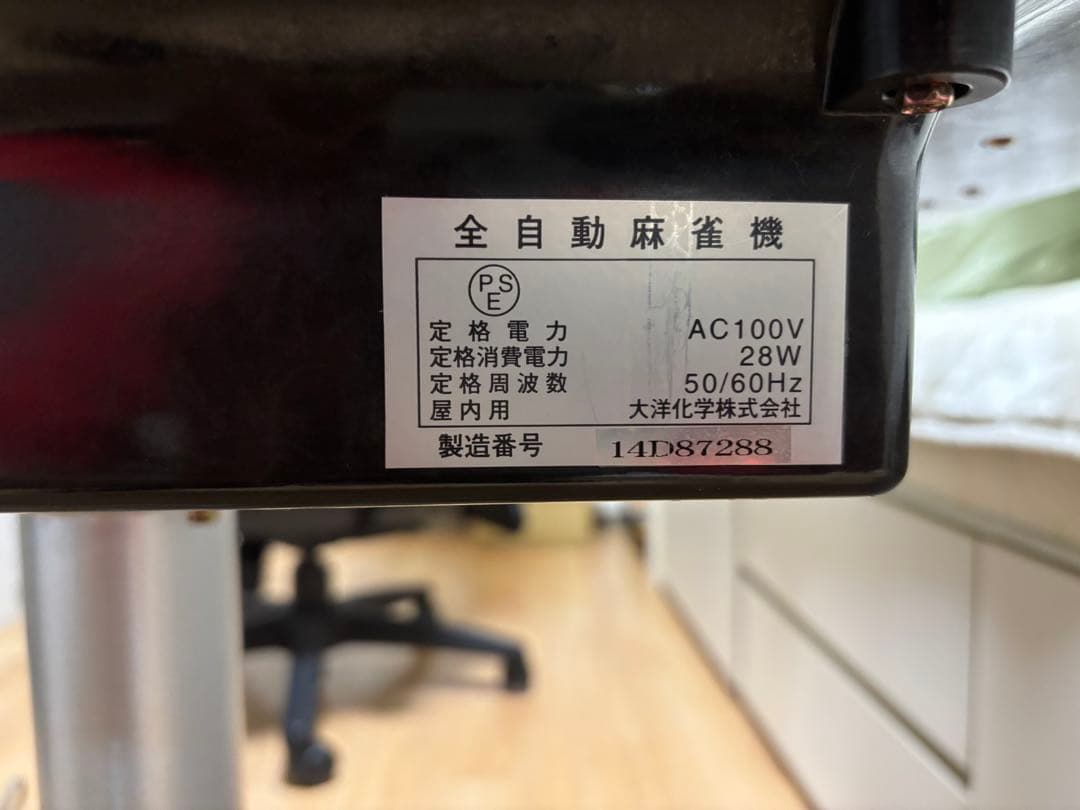 全自動麻雀機
PSE
定格電力 AC100V
定格消費電力 28W
定格周波数 50/60Hz
屋内用 大洋化学株式会社
製造番号 14D87288